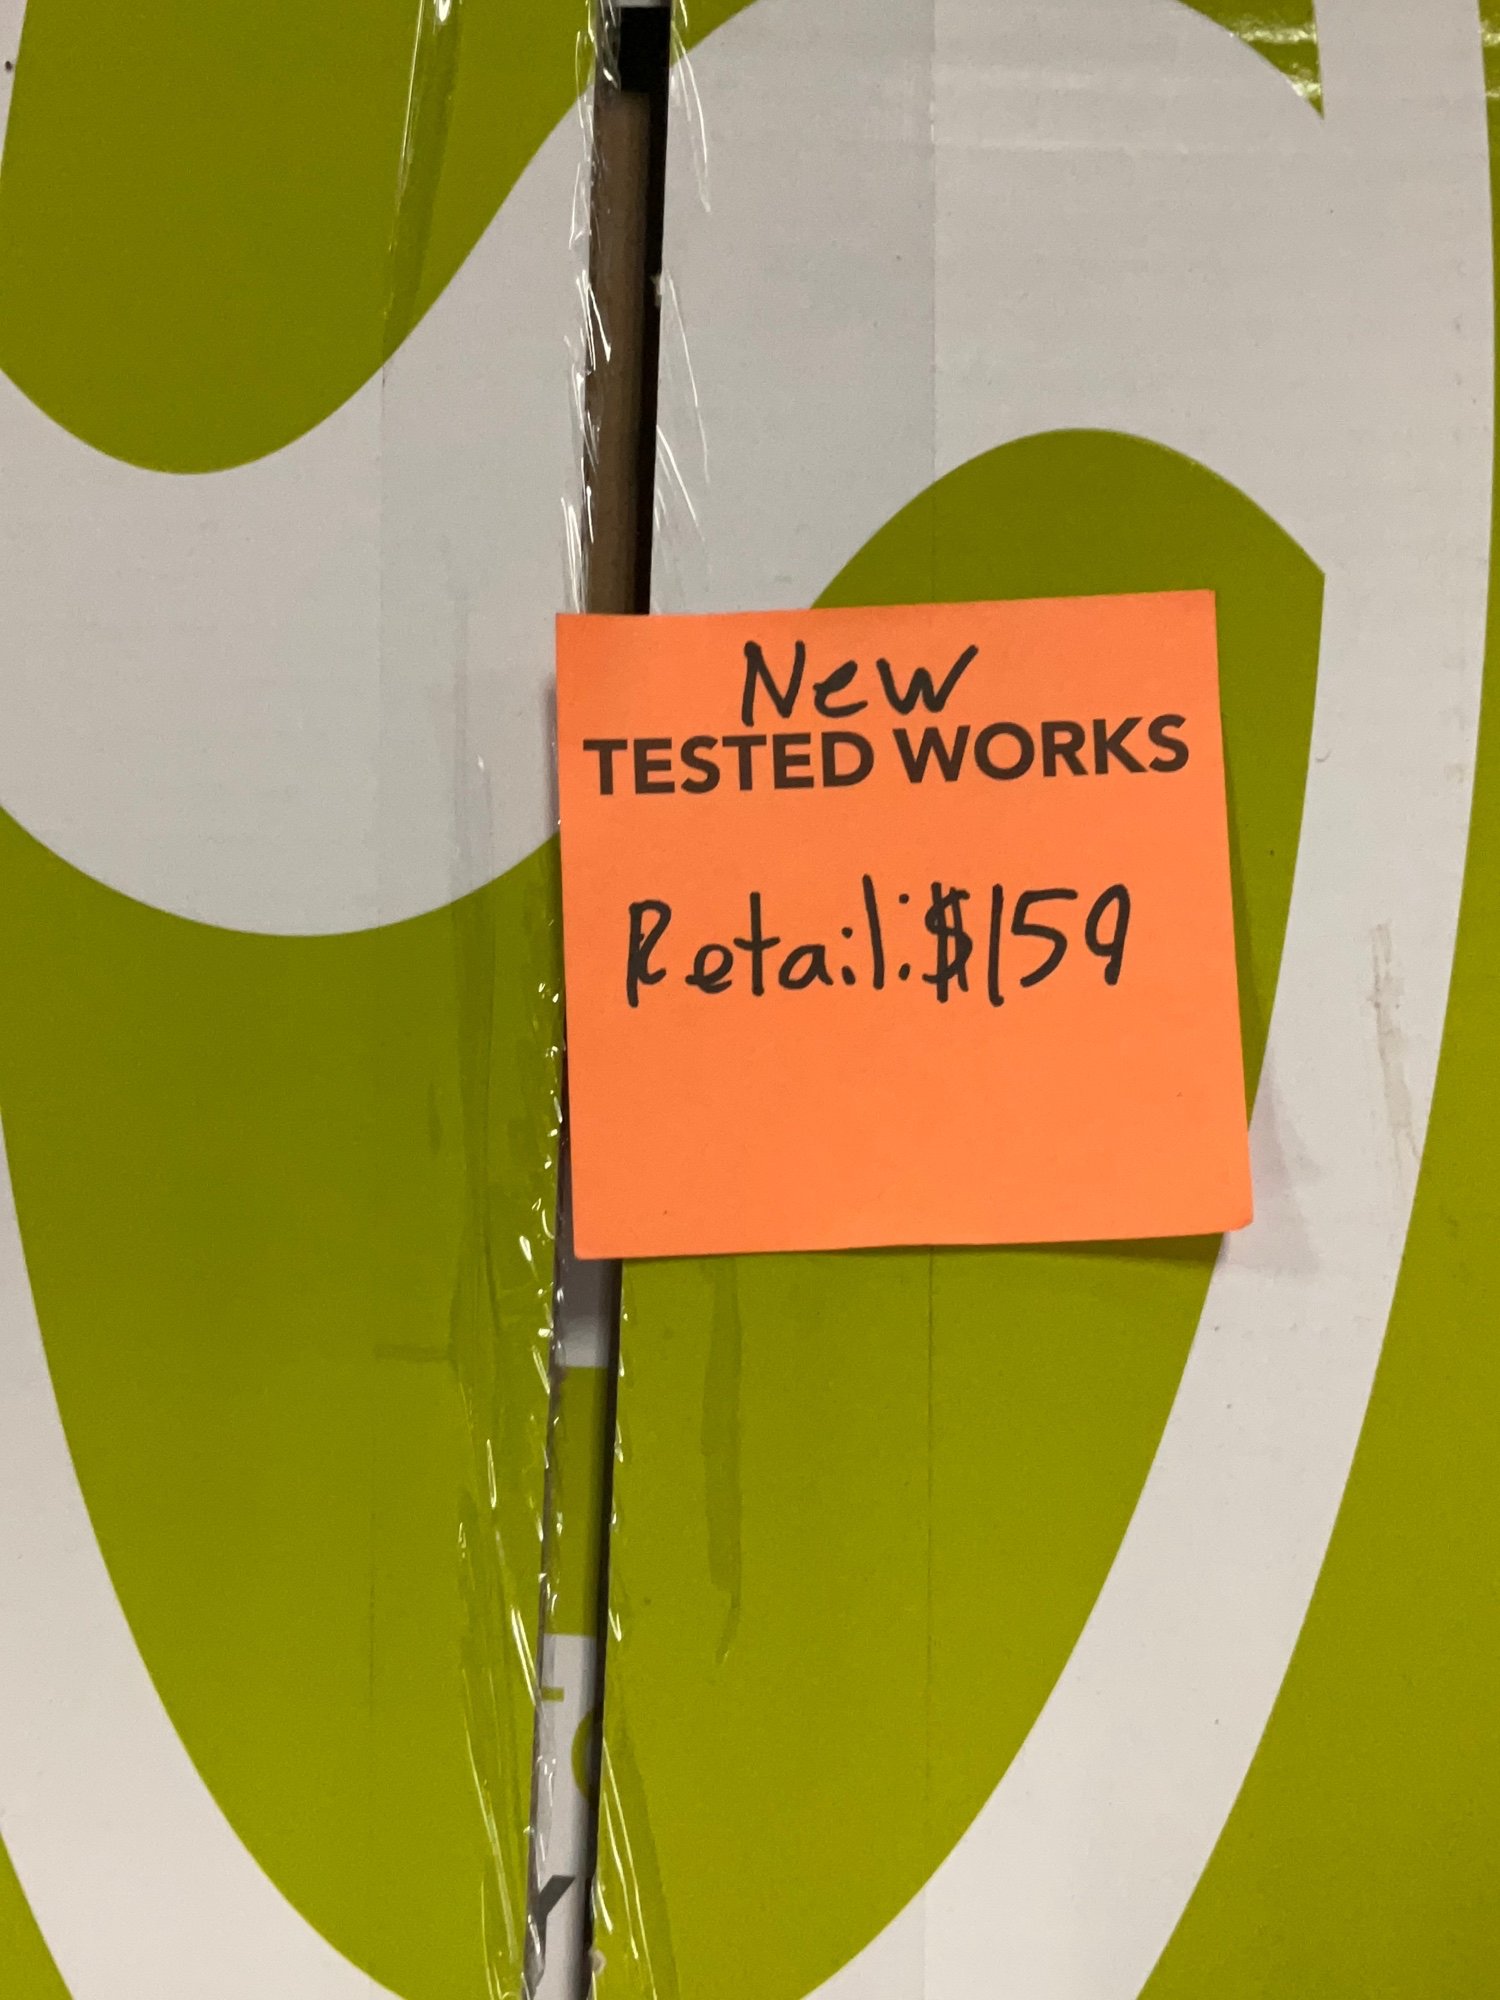 New
TESTED WORKS
Retail: $159
Y